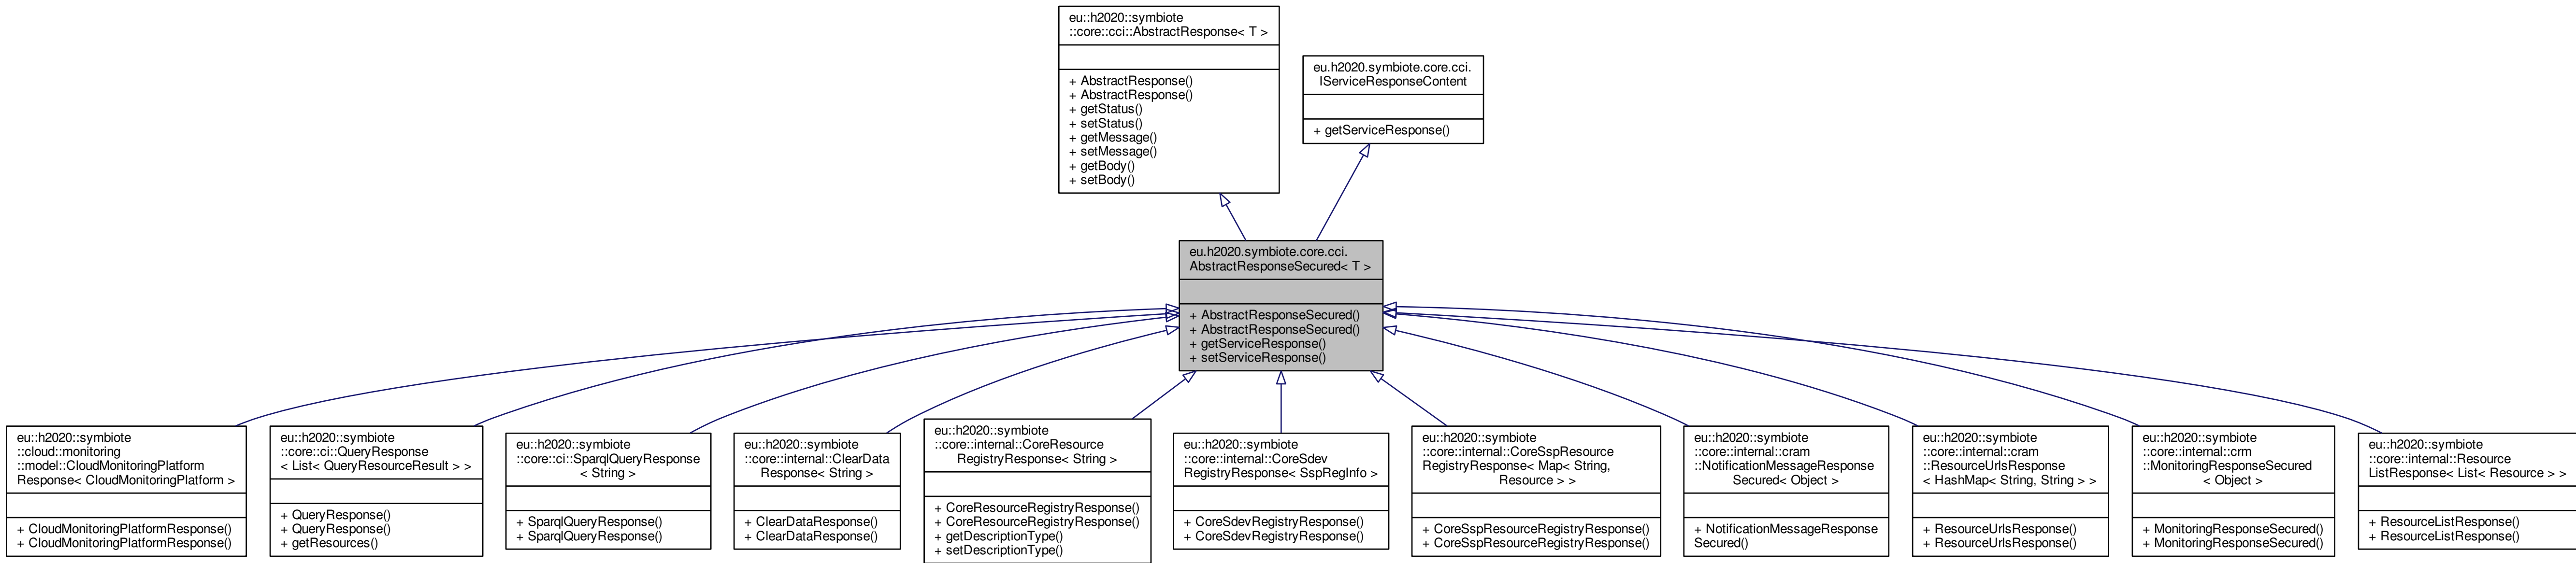 eu::h2020::symbiote
::core::cci::AbstractResponse< T >
+ AbstractResponse()
+ AbstractResponse()
+ getStatus()
+ setStatus()
+ getMessage()
+ setMessage()
+ getBody()
+ setBody()
eu.h2020.symbiote.core.cci.
IServiceResponseContent
+ getServiceResponse()
eu.h2020.symbiote.core.cci.
AbstractResponseSecured< T >
+ AbstractResponseSecured()
+ AbstractResponseSecured()
+ getServiceResponse()
+ setServiceResponse()
eu::h2020::symbiote
::cloud::monitoring
::model::CloudMonitoringPlatform
Response< CloudMonitoringPlatform >
+ CloudMonitoringPlatformResponse()
+ CloudMonitoringPlatformResponse()
eu::h2020::symbiote
::core::ci::QueryResponse
< List< QueryResourceResult > >
+ QueryResponse()
+ QueryResponse()
+ getResources()
eu::h2020::symbiote
::core::ci::SparqlQueryResponse
< String >
+ SparqlQueryResponse()
+ SparqlQueryResponse()
eu::h2020::symbiote
::core::internal::ClearData
Response< String >
+ ClearDataResponse()
+ ClearDataResponse()
eu::h2020::symbiote
::core::internal::CoreResource
RegistryResponse< String >
+ CoreResourceRegistryResponse()
+ CoreResourceRegistryResponse()
+ getDescriptionType()
+ setDescriptionType()
eu::h2020::symbiote
::core::internal::CoreSdev
RegistryResponse< SspRegInfo >
+ CoreSdevRegistryResponse()
+ CoreSdevRegistryResponse()
eu::h2020::symbiote
::core::internal::CoreSspResource
RegistryResponse< Map< String,
Resource > >
+ CoreSspResourceRegistryResponse()
+ CoreSspResourceRegistryResponse()
eu::h2020::symbiote
::core::internal::cram
::NotificationMessageResponse
Secured< Object >
+ NotificationMessageResponse
Secured()
eu::h2020::symbiote
::core::internal::cram
::ResourceUrlsResponse
< HashMap< String, String > >
+ ResourceUrlsResponse()
+ ResourceUrlsResponse()
eu::h2020::symbiote
::core::internal::crm
::MonitoringResponseSecured
< Object >
+ MonitoringResponseSecured()
+ MonitoringResponseSecured()
eu::h2020::symbiote
::core::internal::Resource
ListResponse< List< Resource > >
+ ResourceListResponse()
+ ResourceListResponse()